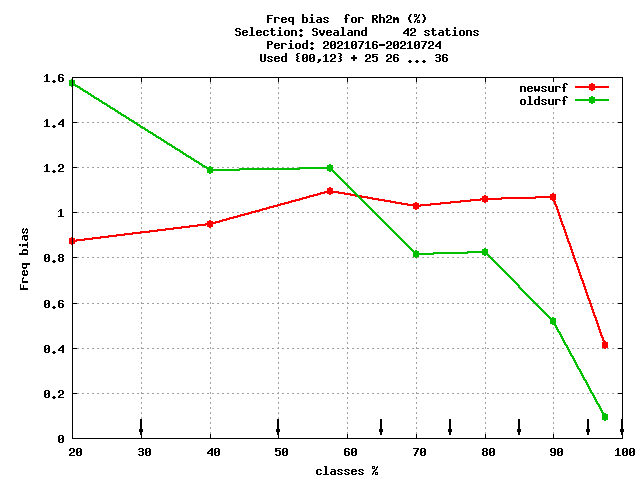 Freq bias  for Rh2m (%)
Selection: Svealand     42 stations
Period: 20210716-20210724
Used {00,12} + 25 26 ... 36
newsurf
oldsurf
1.6
1.4
1.2
1
0.8
0.6
0.4
0.2
0
Freq bias
20 30 40 50 60 70 80 90 100
classes %